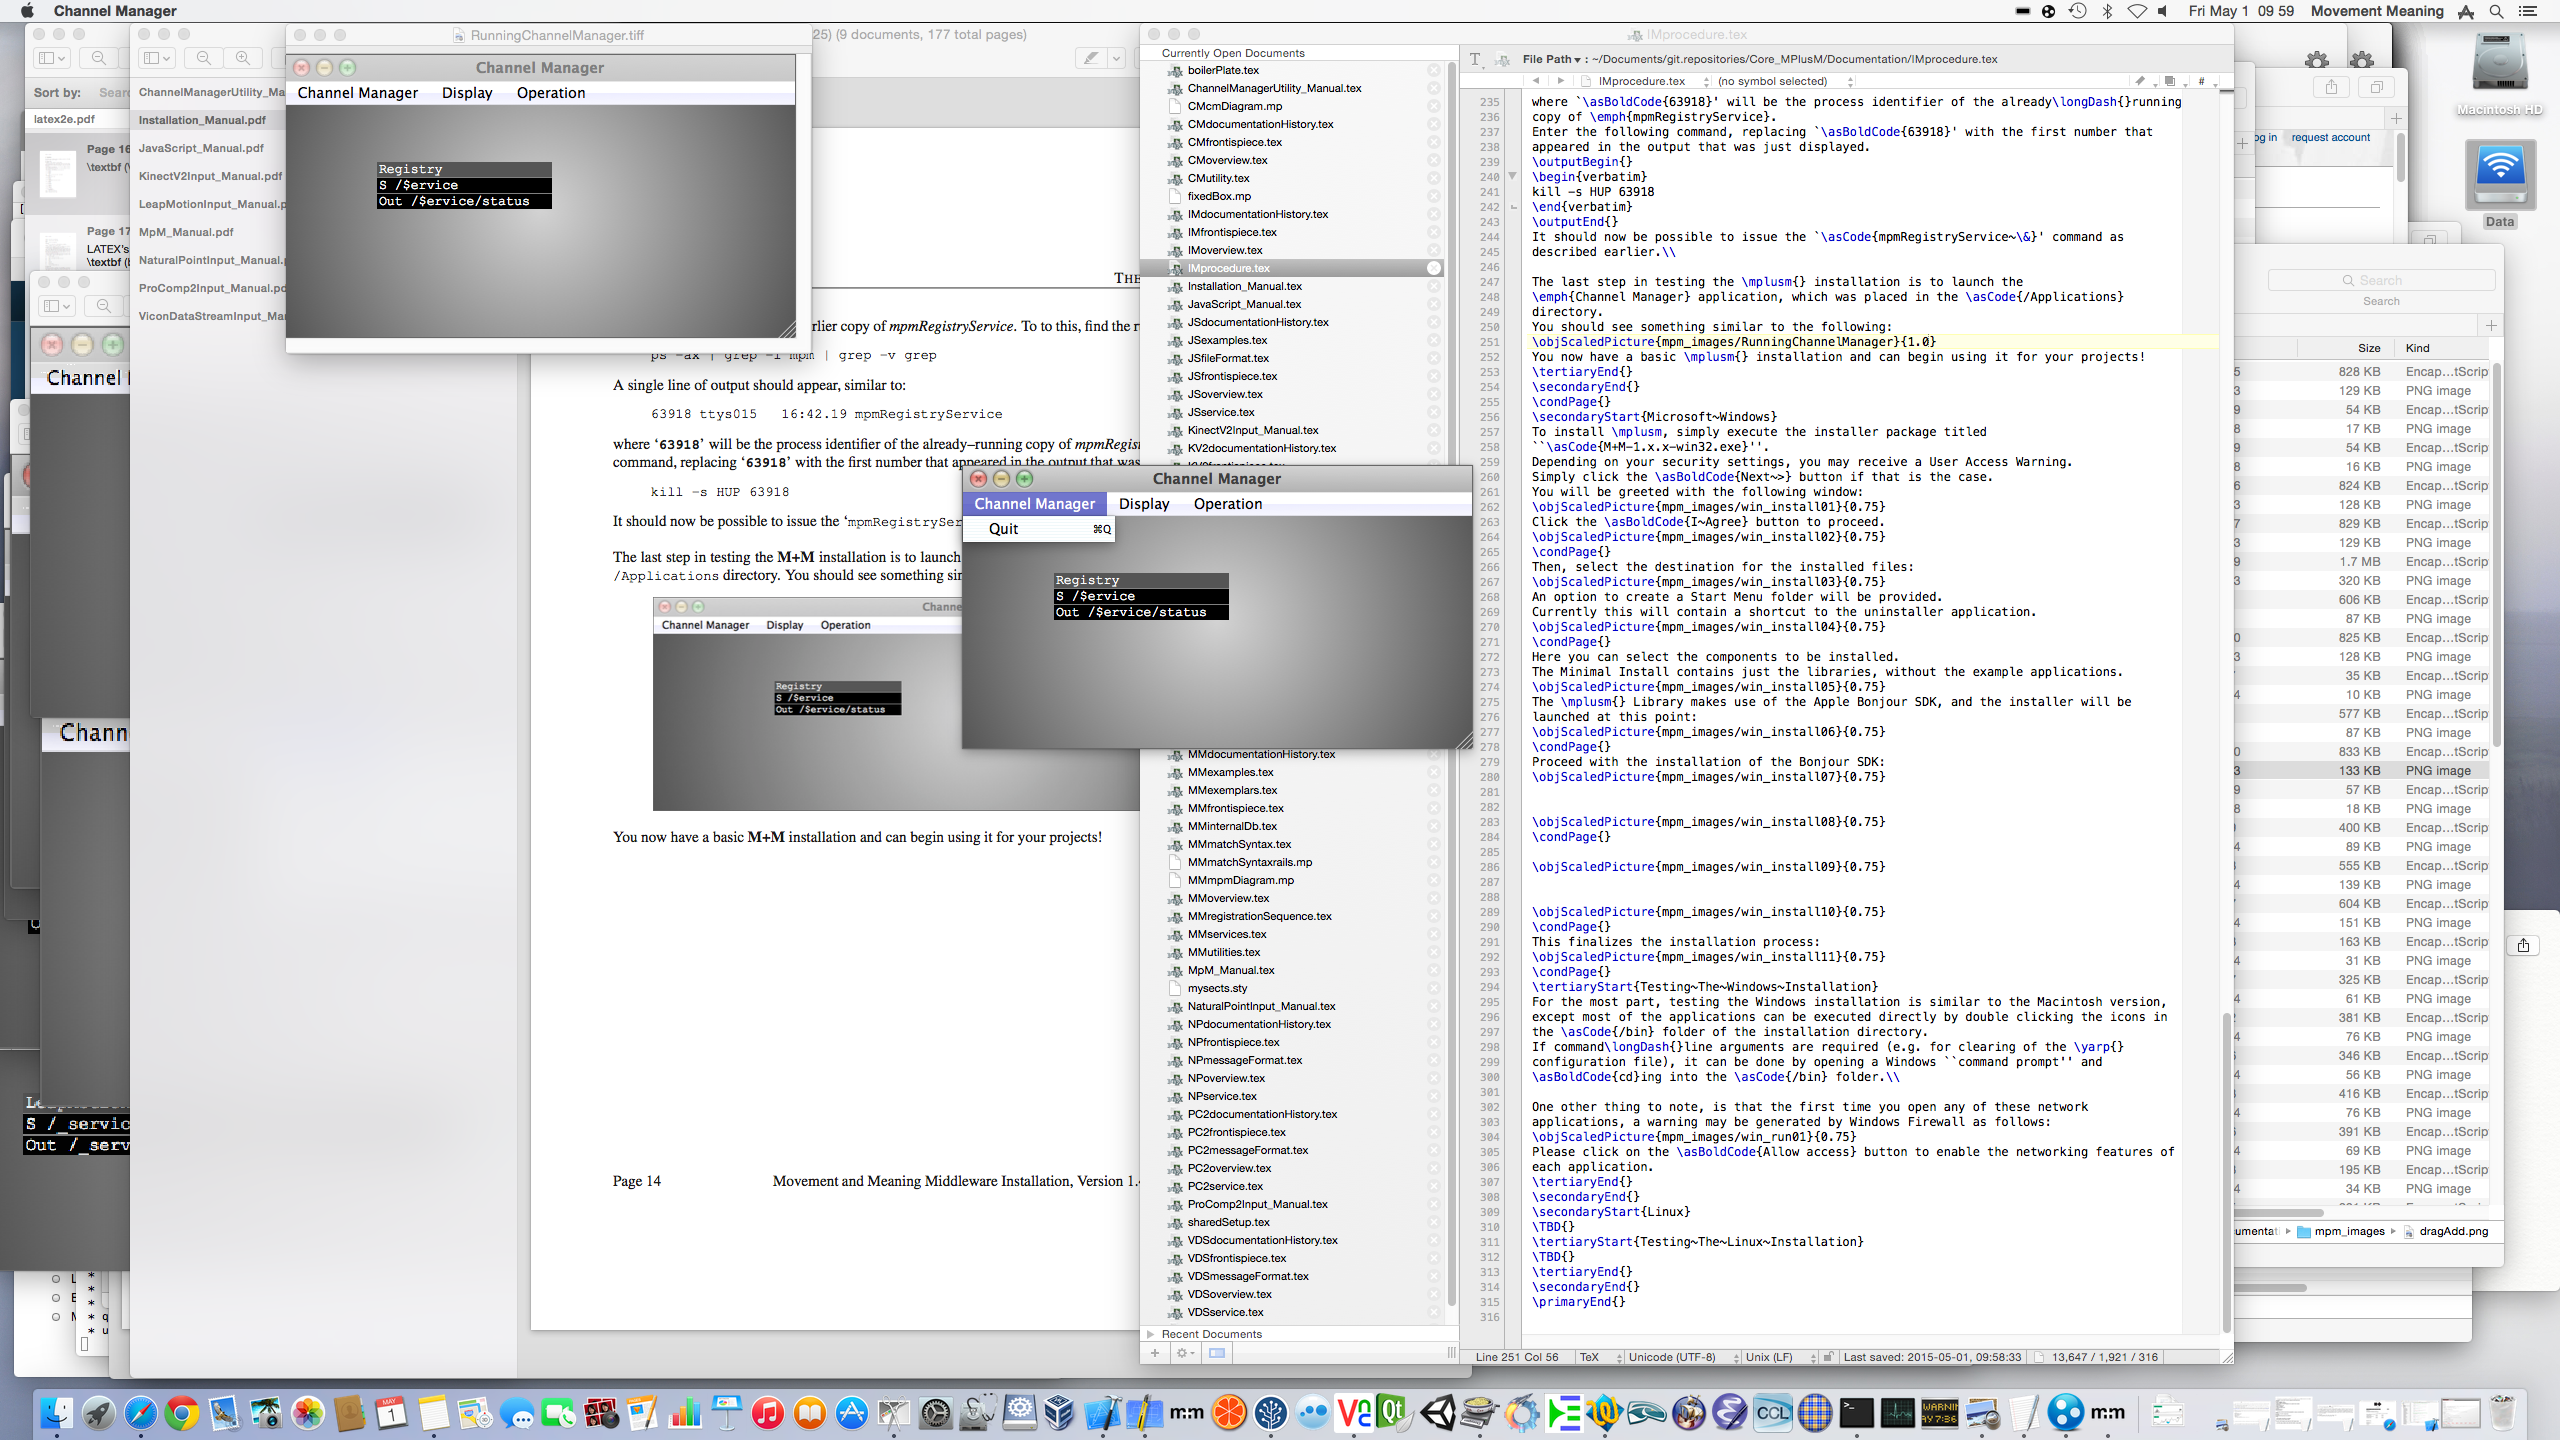 Channel Manager
Fri May 1 09 59 Movement Meaning
RunningChannelManager.tiff
25) (9 documents, 177 total pages)
IMprocedure.tex
Channel Manager
Channel Manager Display Operation
Registry
S /$ervice
Out /$ervice/status
Sort by:
latex2e.pdf
Page 16
Page 17
LATEX's
ChannelManagerUtility_Ma
Installation_Manual.pdf
JavaScript_Manual.pdf
KinectV2Input_Manual.pdf
LeapMotionInput_Manual.p
MpM_Manual.pdf
NaturalPointInput_Manual.p
ProComp2Input_Manual.pd
ViconDataStreamInput_Mar
rlier copy of mpmRegistryService. To to this, find the r
ps -ax | grep -i mpm | grep -v grep
A single line of output should appear, similar to:
63918 ttys015 16:42.19 mpmRegistryService
where ‘63918’ will be the process identifier of the already–running copy of mpmRegis
command, replacing ‘63918’ with the first number that appeared in the output that was
kill -s HUP 63918
It should now be possible to issue the ‘mpmRegistrySer
The last step in testing the M+M installation is to launch
/Applications directory. You should see something sin
Channel Manager Display Operation
Registry
S /$ervice
Out /$ervice/status
You now have a basic M+M installation and can begin using it for your projects!
Page 14 Movement and Meaning Middleware Installation, Version 1.
Channel Manager
Channel Manager Display Operation
Quit ⌘Q
Registry
S /$ervice
Out /$ervice/status
Currently Open Documents
boilerPlate.tex
ChannelManagerUtility_Manual.tex
CMcmDiagram.mp
CMdocumentationHistory.tex
CMfrontispiece.tex
CMoverview.tex
CMutility.tex
fixedBox.mp
IMdocumentationHistory.tex
IMfrontispiece.tex
IMoverview.tex
IMprocedure.tex
Installation_Manual.tex
JavaScript_Manual.tex
JSdocumentationHistory.tex
JSexamples.tex
JSfileFormat.tex
JSfrontispiece.tex
JSoverview.tex
JSservice.tex
KinectV2Input_Manual.tex
KV2documentationHistory.tex
MMdocumentationHistory.tex
MMexamples.tex
MMexemplars.tex
MMfrontispiece.tex
MMinternalDb.tex
MMmatchSyntax.tex
MMmatchSyntaxrails.mp
MMmpmDiagram.mp
MMoverview.tex
MMregistrationSequence.tex
MMservices.tex
MMutilities.tex
MpM_Manual.tex
mysects.sty
NaturalPointInput_Manual.tex
NPdocumentationHistory.tex
NPfrontispiece.tex
NPmessageFormat.tex
NPoverview.tex
NPservice.tex
PC2documentationHistory.tex
PC2frontispiece.tex
PC2messageFormat.tex
PC2overview.tex
PC2service.tex
ProComp2Input_Manual.tex
sharedSetup.tex
VDSdocumentationHistory.tex
VDSfrontispiece.tex
VDSmessageFormat.tex
VDSoverview.tex
VDSservice.tex
Recent Documents
File Path ▾ : ~/Documents/git.repositories/Core_MPlusM/Documentation/IMprocedure.tex
IMprocedure.tex (no symbol selected)
235 where `\asBoldCode{63918}' will be the process identifier of the already\longDash{}running
236 copy of \emph{mpmRegistryService}.
237 Enter the following command, replacing `\asBoldCode{63918}' with the first number that
238 appeared in the output that was just displayed.
239 \outputBegin{}
240 \begin{verbatim}
241 kill -s HUP 63918
242 \end{verbatim}
243 \outputEnd{}
244 It should now be possible to issue the `\asCode{mpmRegistryService~\&}' command as
245 described earlier.\\
246
247 The last step in testing the \mplusm{} installation is to launch the
248 \emph{Channel Manager} application, which was placed in the \asCode{/Applications}
249 directory.
250 You should see something similar to the following:
251 \objScaledPicture{mpm_images/RunningChannelManager}{1.0}
252 You now have a basic \mplusm{} installation and can begin using it for your projects!
253 \tertiaryEnd{}
254 \secondaryEnd{}
255 \condPage{}
256 \secondaryStart{Microsoft~Windows}
257 To install \mplusm, simply execute the installer package titled
258 ``\asCode{M+M-1.x.x-win32.exe}''.
259 Depending on your security settings, you may receive a User Access Warning.
260 Simply click the \asBoldCode{Next~>} button if that is the case.
261 You will be greeted with the following window:
262 \objScaledPicture{mpm_images/win_install01}{0.75}
263 Click the \asBoldCode{I~Agree} button to proceed.
264 \objScaledPicture{mpm_images/win_install02}{0.75}
265 \condPage{}
266 Then, select the destination for the installed files:
267 \objScaledPicture{mpm_images/win_install03}{0.75}
268 An option to create a Start Menu folder will be provided.
269 Currently this will contain a shortcut to the uninstaller application.
270 \objScaledPicture{mpm_images/win_install04}{0.75}
271 \condPage{}
272 Here you can select the components to be installed.
273 The Minimal Install contains just the libraries, without the example applications.
274 \objScaledPicture{mpm_images/win_install05}{0.75}
275 The \mplusm{} Library makes use of the Apple Bonjour SDK, and the installer will be
276 launched at this point:
277 \objScaledPicture{mpm_images/win_install06}{0.75}
278 \condPage{}
279 Proceed with the installation of the Bonjour SDK:
280 \objScaledPicture{mpm_images/win_install07}{0.75}
281
282
283 \objScaledPicture{mpm_images/win_install08}{0.75}
284 \condPage{}
285
286 \objScaledPicture{mpm_images/win_install09}{0.75}
287
288
289 \objScaledPicture{mpm_images/win_install10}{0.75}
290 \condPage{}
291 This finalizes the installation process:
292 \objScaledPicture{mpm_images/win_install11}{0.75}
293 \condPage{}
294 \tertiaryStart{Testing~The~Windows~Installation}
295 For the most part, testing the Windows installation is similar to the Macintosh version,
296 except most of the applications can be executed directly by double clicking the icons in
297 the \asCode{/bin} folder of the installation directory.
298 If command\longDash{}line arguments are required (e.g. for clearing of the \yarp{}
299 configuration file), it can be done by opening a Windows ``command prompt'' and
300 \asBoldCode{cd}ing into the \asCode{/bin} folder.\\
301
302 One other thing to note, is that the first time you open any of these network
303 applications, a warning may be generated by Windows Firewall as follows:
304 \objScaledPicture{mpm_images/win_run01}{0.75}
305 Please click on the \asBoldCode{Allow access} button to enable the networking features of
306 each application.
307 \tertiaryEnd{}
308 \secondaryEnd{}
309 \secondaryStart{Linux}
310 \TBD{}
311 \tertiaryStart{Testing~The~Linux~Installation}
312 \TBD{}
313 \tertiaryEnd{}
314 \secondaryEnd{}
315 \primaryEnd{}
316
Line 251 Col 56 TeX Unicode (UTF-8) Unix (LF) Last saved: 2015-05-01, 09:58:33 13,647 / 1,921 / 316
og in request account
Search
Search
Size Kind
828 KB Encap...tScrip
129 KB PNG image
54 KB Encap...tScrip
17 KB PNG image
54 KB Encap...tScrip
16 KB PNG image
824 KB Encap...tScrip
128 KB PNG image
829 KB Encap...tScrip
129 KB PNG image
1.7 MB Encap...tScrip
320 KB PNG image
606 KB Encap...tScrip
87 KB PNG image
825 KB Encap...tScrip
128 KB PNG image
35 KB Encap...tScrip
10 KB PNG image
577 KB Encap...tScrip
87 KB PNG image
833 KB Encap...tScrip
133 KB PNG image
57 KB Encap...tScrip
18 KB PNG image
400 KB Encap...tScrip
89 KB PNG image
555 KB Encap...tScrip
139 KB PNG image
604 KB Encap...tScrip
151 KB PNG image
163 KB Encap...tScrip
31 KB PNG image
325 KB Encap...tScrip
61 KB PNG image
381 KB Encap...tScrip
76 KB PNG image
346 KB Encap...tScrip
56 KB PNG image
416 KB Encap...tScrip
76 KB PNG image
391 KB Encap...tScrip
69 KB PNG image
195 KB Encap...tScrip
34 KB PNG image
umentati ▸ mpm_images ▸ dragAdd.png
Macintosh HD
Data
Channel
Chann
S /_servic
Out /_serv